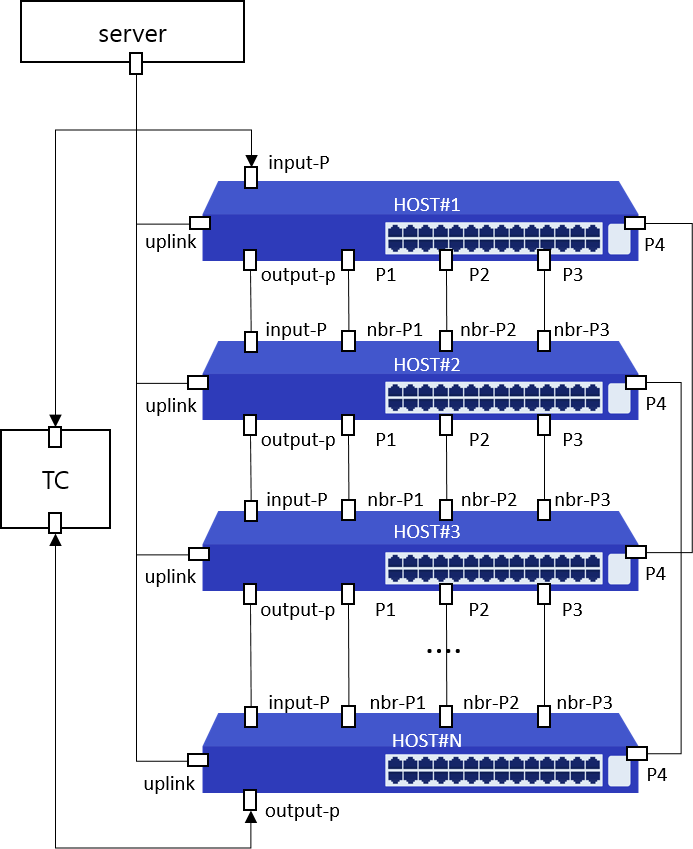 server
input-P
HOST#1
uplink
P4
output-p P1 P2 P3
input-P nbr-P1 nbr-P2 nbr-P3
HOST#2
uplink
P4
output-p P1 P2 P3
TC
input-P nbr-P1 nbr-P2 nbr-P3
HOST#3
uplink
P4
output-p P1 P2 P3
....
input-P nbr-P1 nbr-P2 nbr-P3
HOST#N
uplink
P4
output-p